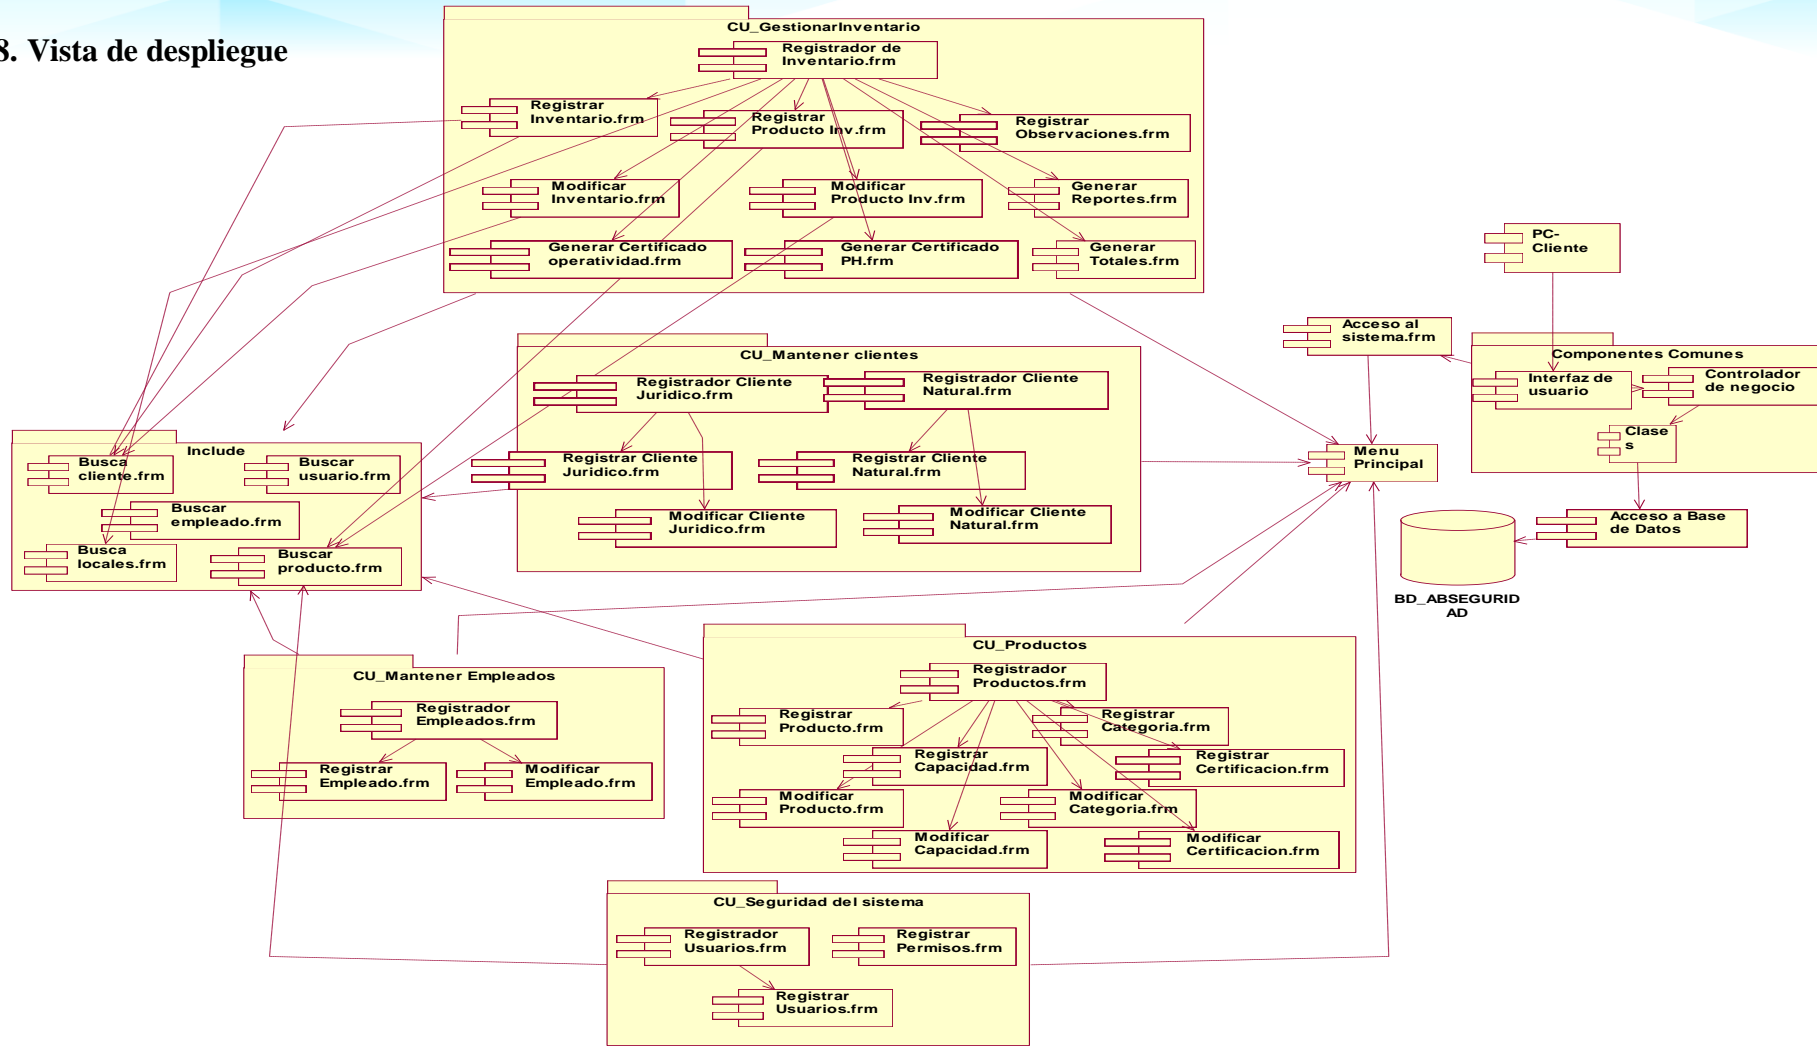 8. Vista de despliegue
CU_GestionarInventario
Registrador de
Inventario.frm
Registrar
Inventario.frm
Registrar
Producto Inv.frm
Registrar
Observaciones.frm
Modificar
Inventario.frm
Modificar
Producto Inv.frm
Generar
Reportes.frm
Generar Certificado
operatividad.frm
Generar Certificado
PH.frm
Generar
Totales.frm
PC-
Cliente
Acceso al
sistema.frm
Componentes Comunes
Interfaz de
usuario
Controlador
de negocio
Clase
s
Acceso a Base
de Datos
BD_ABSEGURID
AD
Menu
Principal
CU_Mantener clientes
Registrador Cliente
Juridico.frm
Registrador Cliente
Natural.frm
Registrar Cliente
Juridico.frm
Registrar Cliente
Natural.frm
Modificar Cliente
Juridico.frm
Modificar Cliente
Natural.frm
Include
Busca
cliente.frm
Buscar
usuario.frm
Buscar
empleado.frm
Busca
locales.frm
Buscar
producto.frm
CU_Mantener Empleados
Registrador
Empleados.frm
Registrar
Empleado.frm
Modificar
Empleado.frm
CU_Productos
Registrador
Productos.frm
Registrar
Producto.frm
Registrar
Categoria.frm
Registrar
Capacidad.frm
Registrar
Certificacion.frm
Modificar
Producto.frm
Modificar
Categoria.frm
Modificar
Capacidad.frm
Modificar
Certificacion.frm
CU_Seguridad del sistema
Registrador
Usuarios.frm
Registrar
Permisos.frm
Registrar
Usuarios.frm